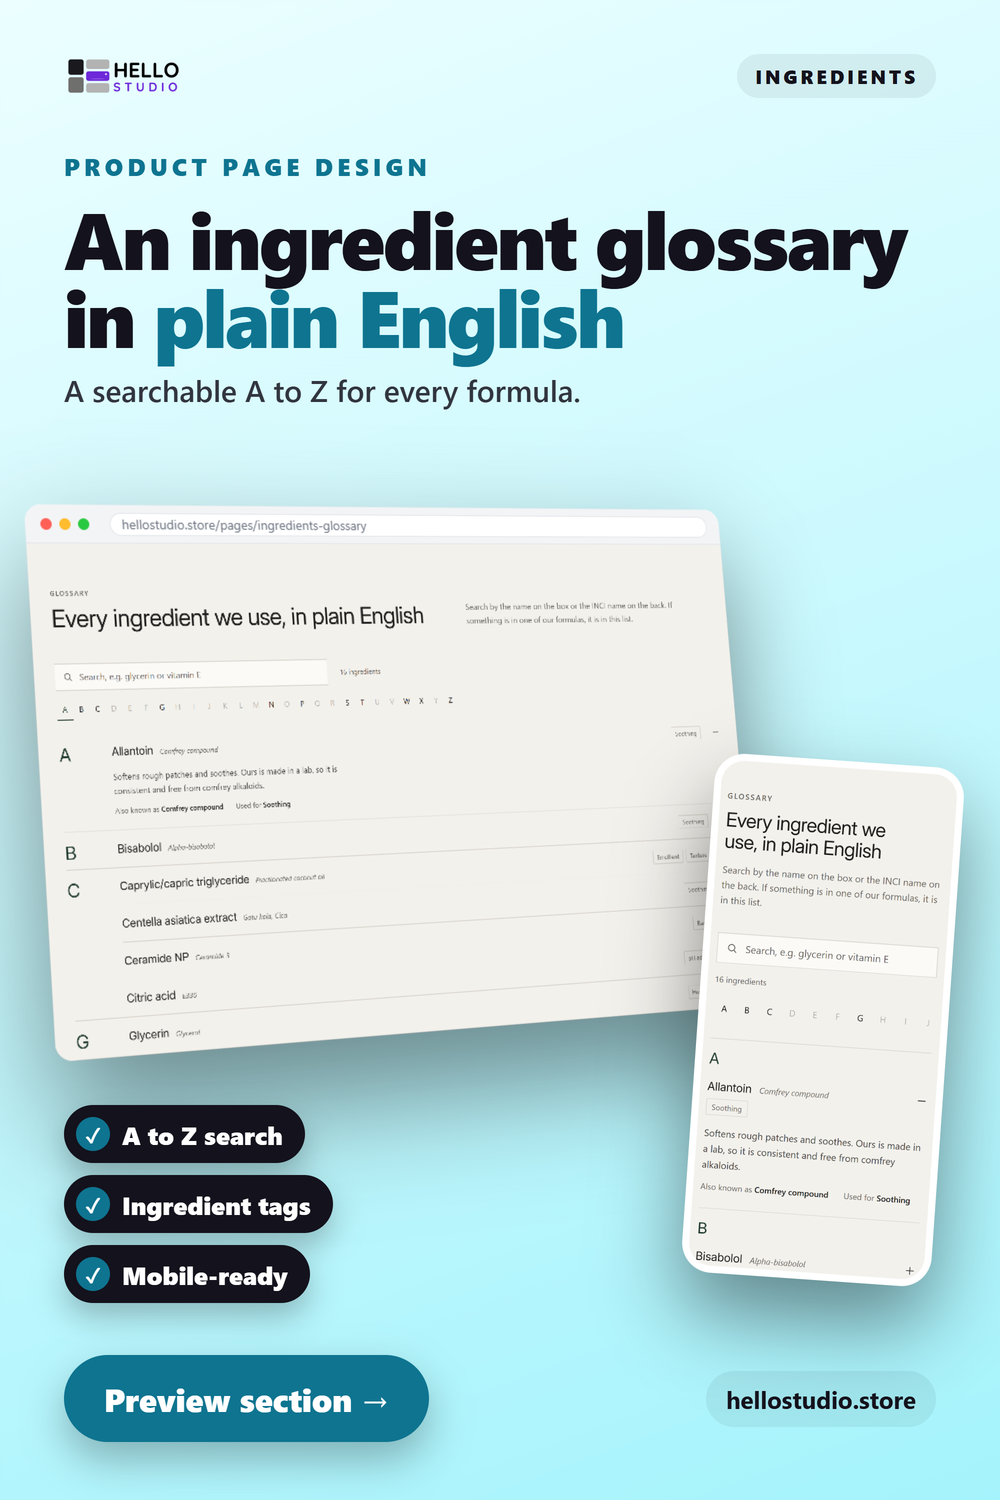 HELLO
STUDIO
INGREDIENTS
PRODUCT PAGE DESIGN
An ingredient glossary
in plain English
A searchable A to Z for every formula.
hellostudio.store/pages/ingredients-glossary
GLOSSARY
Every ingredient we use, in plain English
Search by the name on the box or the INCI name on the back. If
something is in one of our formulas, it is in this list.
Search, e.g. glycerin or vitamin E
16 ingredients
A B C D E F G H I J K L M N O P Q R S T U V W X Y Z
A
Allantoin Comfrey compound
Soothing
Softens rough patches and soothes. Ours is made in a lab, so it is
consistent and free from comfrey alkaloids.
Also known as Comfrey compound Used for Soothing
B
Bisabolol Alpha-bisabolol
Soothing
C
Caprylic/capric triglyceride Fractionated coconut oil
Emollient
Centella asiatica extract Gotu kola, Cica
Ceramide NP Ceramide 3
Citric acid E330
G
Glycerin Glycerol
GLOSSARY
Every ingredient we
use, in plain English
Search by the name on the box or the INCI name on
the back. If something is in one of our formulas, it is
in this list.
Search, e.g. glycerin or vitamin E
16 ingredients
A B C D E F G H I J
A
Allantoin Comfrey compound
Soothing
Softens rough patches and soothes. Ours is made in
a lab, so it is consistent and free from comfrey
alkaloids.
Also known as Comfrey compound Used for Soothing
B
Bisabolol Alpha-bisabolol
A to Z search
Ingredient tags
Mobile-ready
Preview section →
hellostudio.store